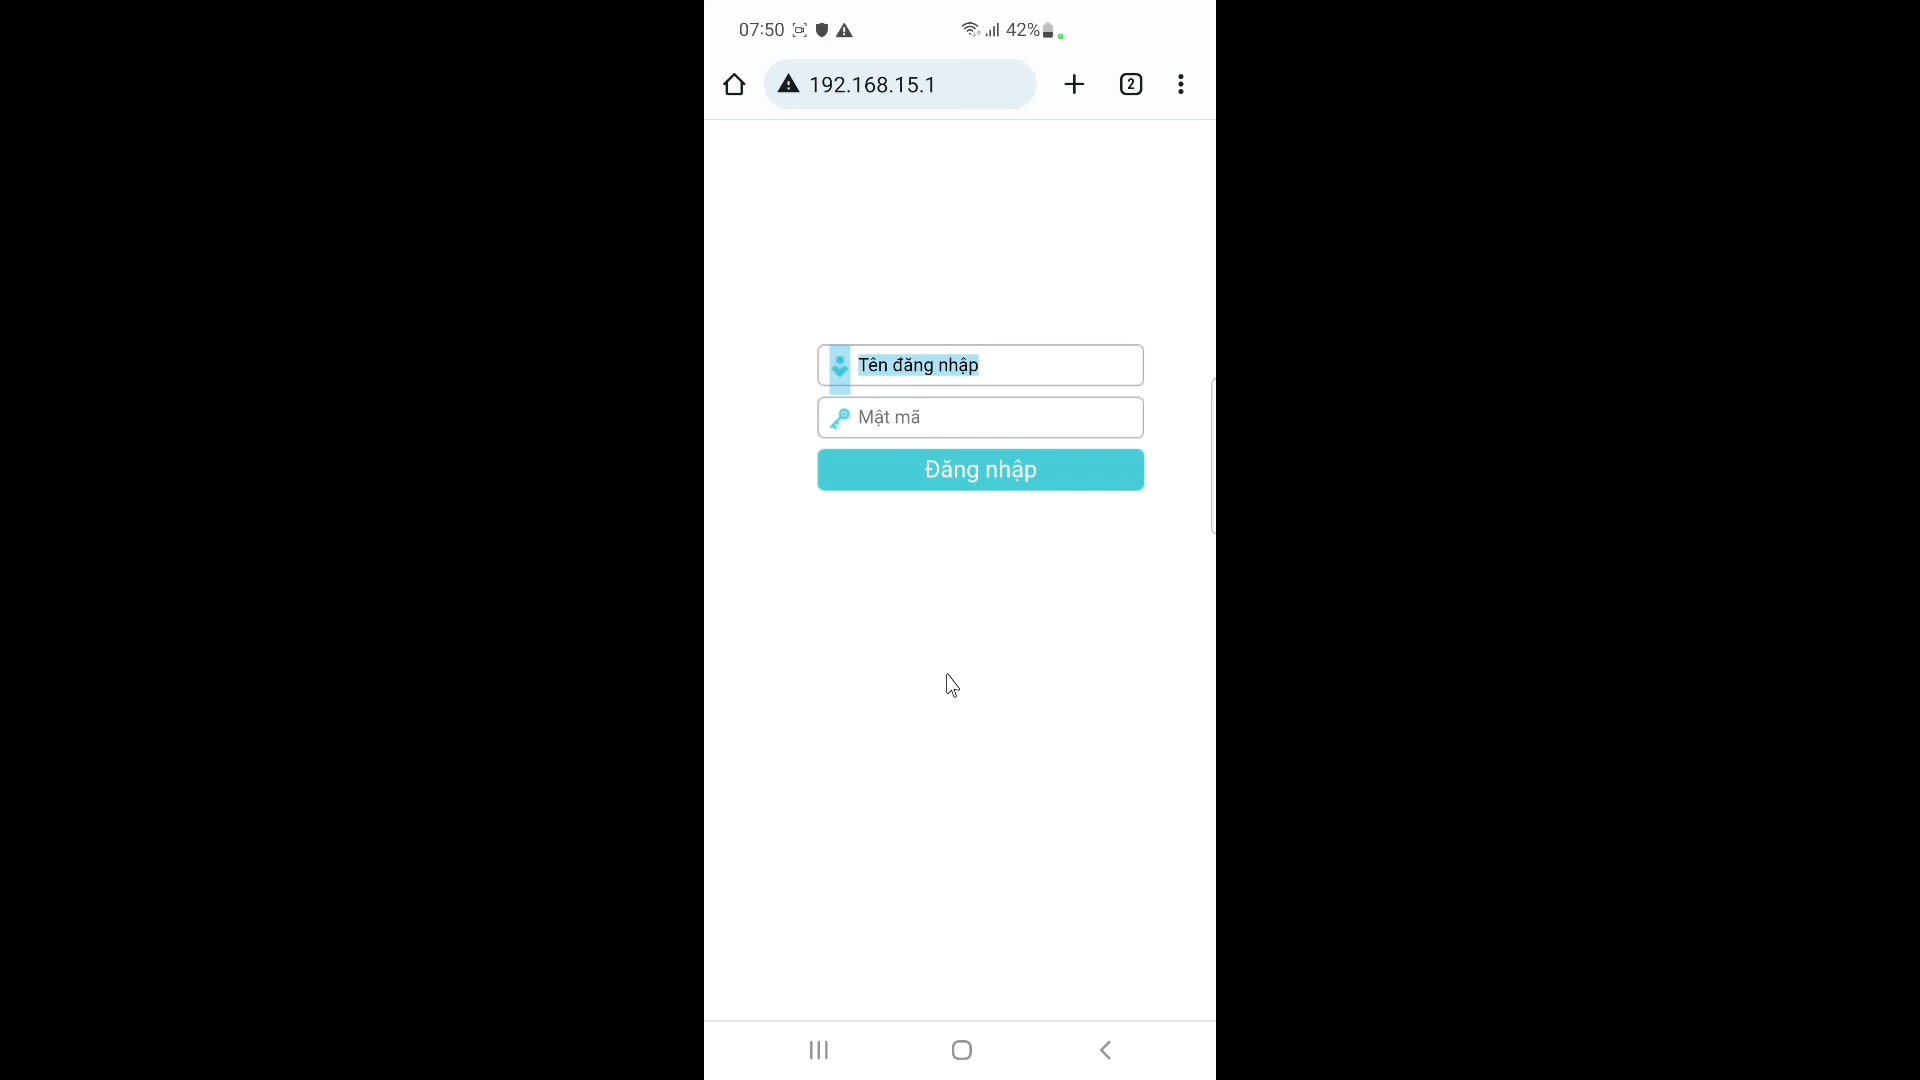 07:50 42%
192.168.15.1 2
Tên đăng nhập
Mật mã
Đăng nhập